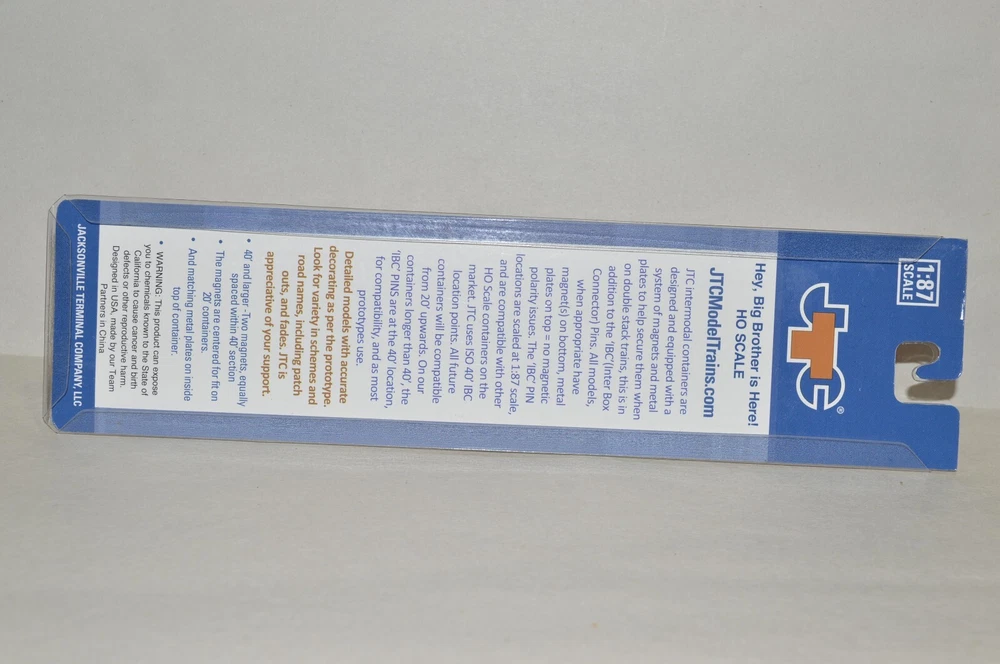 1:87
SCALE
jtc®
Hey, Big Brother is Here!
HO SCALE
JTCModelTrains.com
JTC intermodal containers are
designed and equipped with a
system of magnets and metal
plates to help secure them when
on double stack trains, this is in
addition to the 'IBC'(Inter Box
Connector) Pins. All models,
when appropriate have
magnet(s) on bottom, metal
plates on top = no magnetic
polarity issues. The 'IBC' PIN
locations are scaled at 1:87 scale,
and are compatible with other
HO Scale containers on the
market. JTC uses ISO 40' IBC
location points. All future
containers will be compatible
from 20' upwards. On our
containers longer than 40', the
'IBC' PINS are at the 40' location,
for compatibility, and as most
prototypes use.
Detailed models with accurate
decorating as per the prototype.
Look for variety in schemes and
road names, including patch
outs, and fades. JTC is
appreciative of your support.
• 40' and larger -Two magnets, equally
spaced within 40' section
• The magnets are centered for fit on
20' containers.
• And matching metal plates on inside
top of container.
• WARNING: This product can expose
you to chemicals known to the State of
California to cause cancer and birth
defects or other reproductive harm.
Designed in USA, made by our Team
Partners in China
JACKSONVILLE TERMINAL COMPANY, LLC